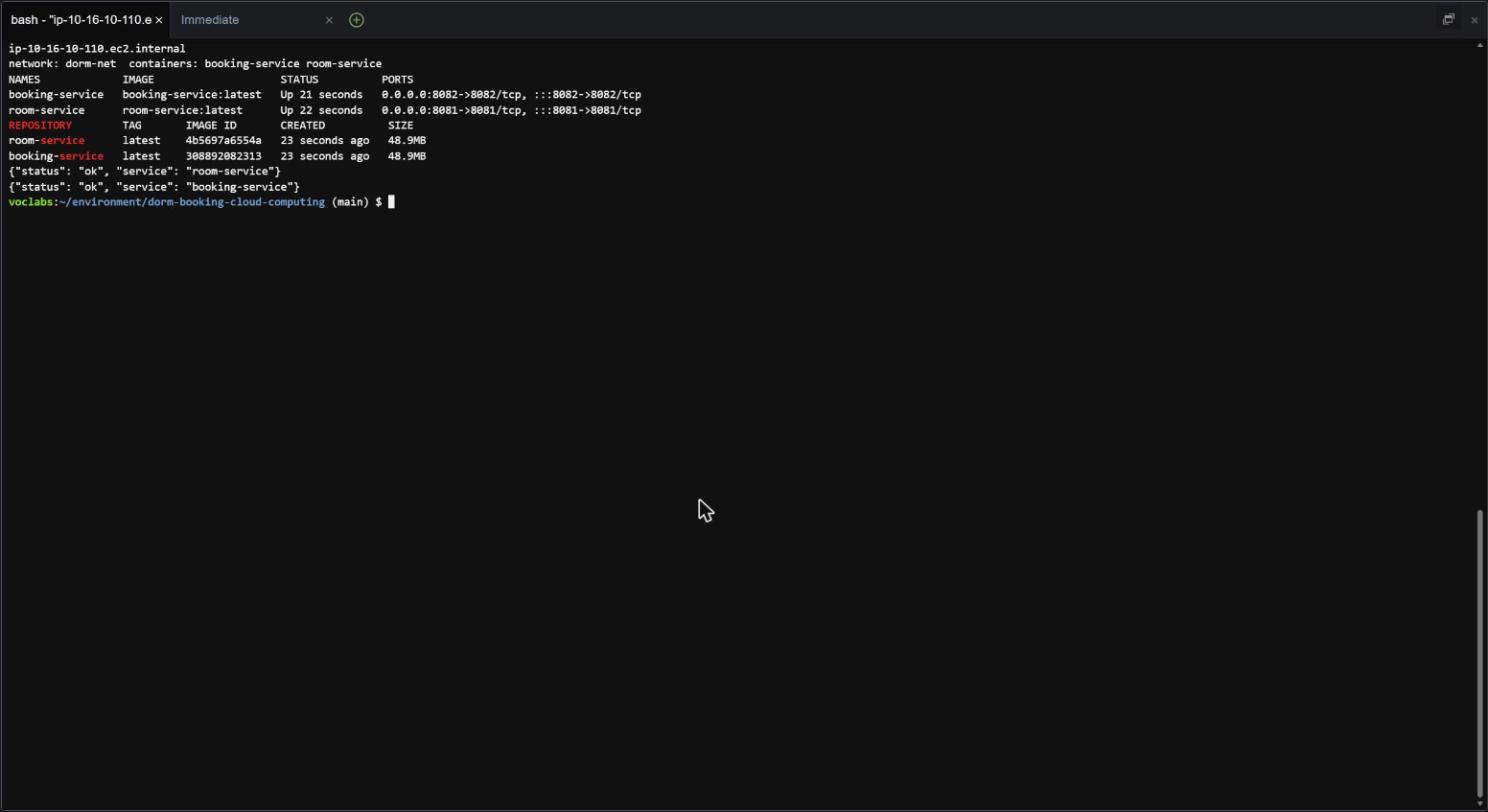 bash - "ip-10-16-10-110.e × Immediate ×
ip-10-16-10-110.ec2.internal
network: dorm-net  containers: booking-service room-service
NAMES             IMAGE                    STATUS          PORTS
booking-service   booking-service:latest   Up 21 seconds   0.0.0.0:8082->8082/tcp, :::8082->8082/tcp
room-service      room-service:latest      Up 22 seconds   0.0.0.0:8081->8081/tcp, :::8081->8081/tcp
REPOSITORY        TAG       IMAGE ID       CREATED          SIZE
room-service      latest    4b5697a6554a   23 seconds ago   48.9MB
booking-service   latest    308892082313   23 seconds ago   48.9MB
{"status": "ok", "service": "room-service"}
{"status": "ok", "service": "booking-service"}
voclabs:~/environment/dorm-booking-cloud-computing (main) $